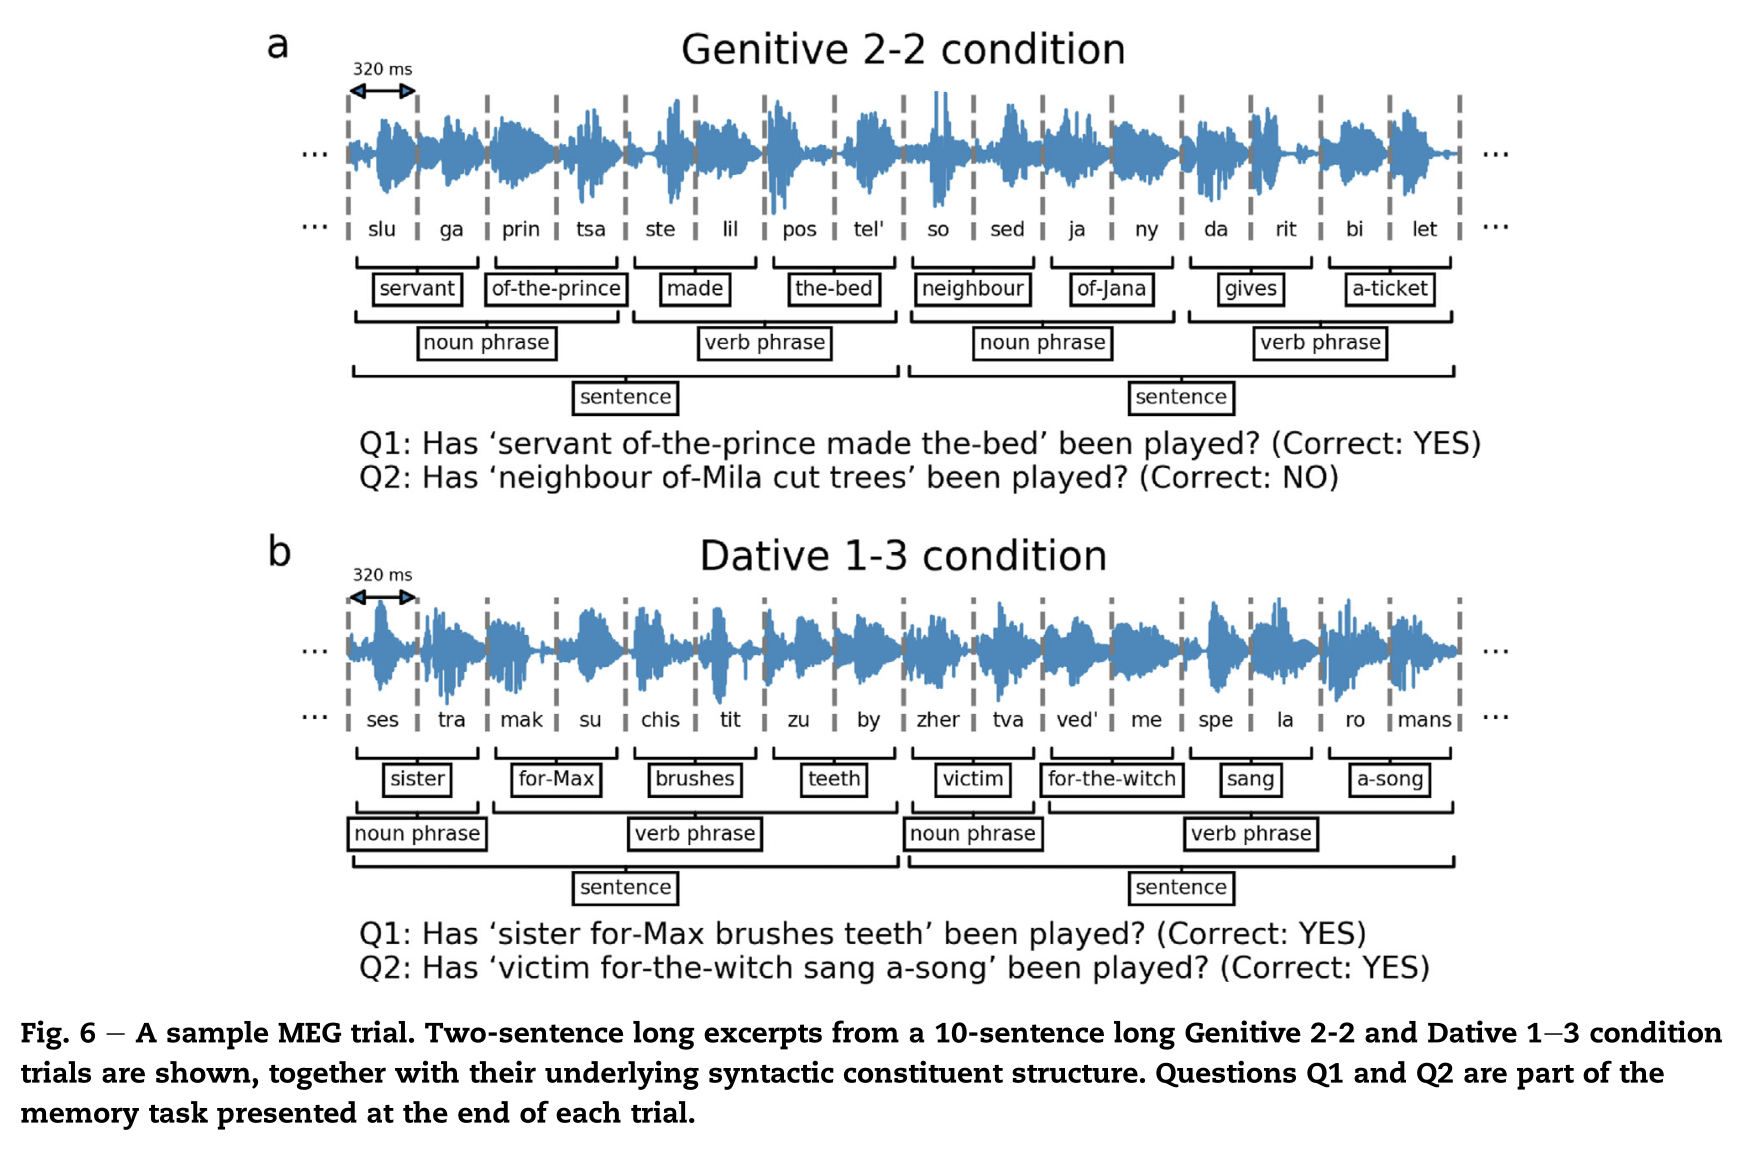 a
Genitive 2-2 condition
320 ms
... slu ga prin tsa ste lil pos tel' so sed ja ny da rit bi let ...
servant of-the-prince made the-bed neighbour of-Jana gives a-ticket
noun phrase verb phrase noun phrase verb phrase
sentence sentence
Q1: Has ‘servant of-the-prince made the-bed’ been played? (Correct: YES)
Q2: Has ‘neighbour of-Mila cut trees’ been played? (Correct: NO)
b
Dative 1-3 condition
320 ms
... ses tra mak su chis tit zu by zher tva ved' me spe la ro mans ...
sister for-Max brushes teeth victim for-the-witch sang a-song
noun phrase verb phrase noun phrase verb phrase
sentence sentence
Q1: Has ‘sister for-Max brushes teeth’ been played? (Correct: YES)
Q2: Has ‘victim for-the-witch sang a-song’ been played? (Correct: YES)
Fig. 6 — A sample MEG trial. Two-sentence long excerpts from a 10-sentence long Genitive 2-2 and Dative 1–3 condition
trials are shown, together with their underlying syntactic constituent structure. Questions Q1 and Q2 are part of the
memory task presented at the end of each trial.